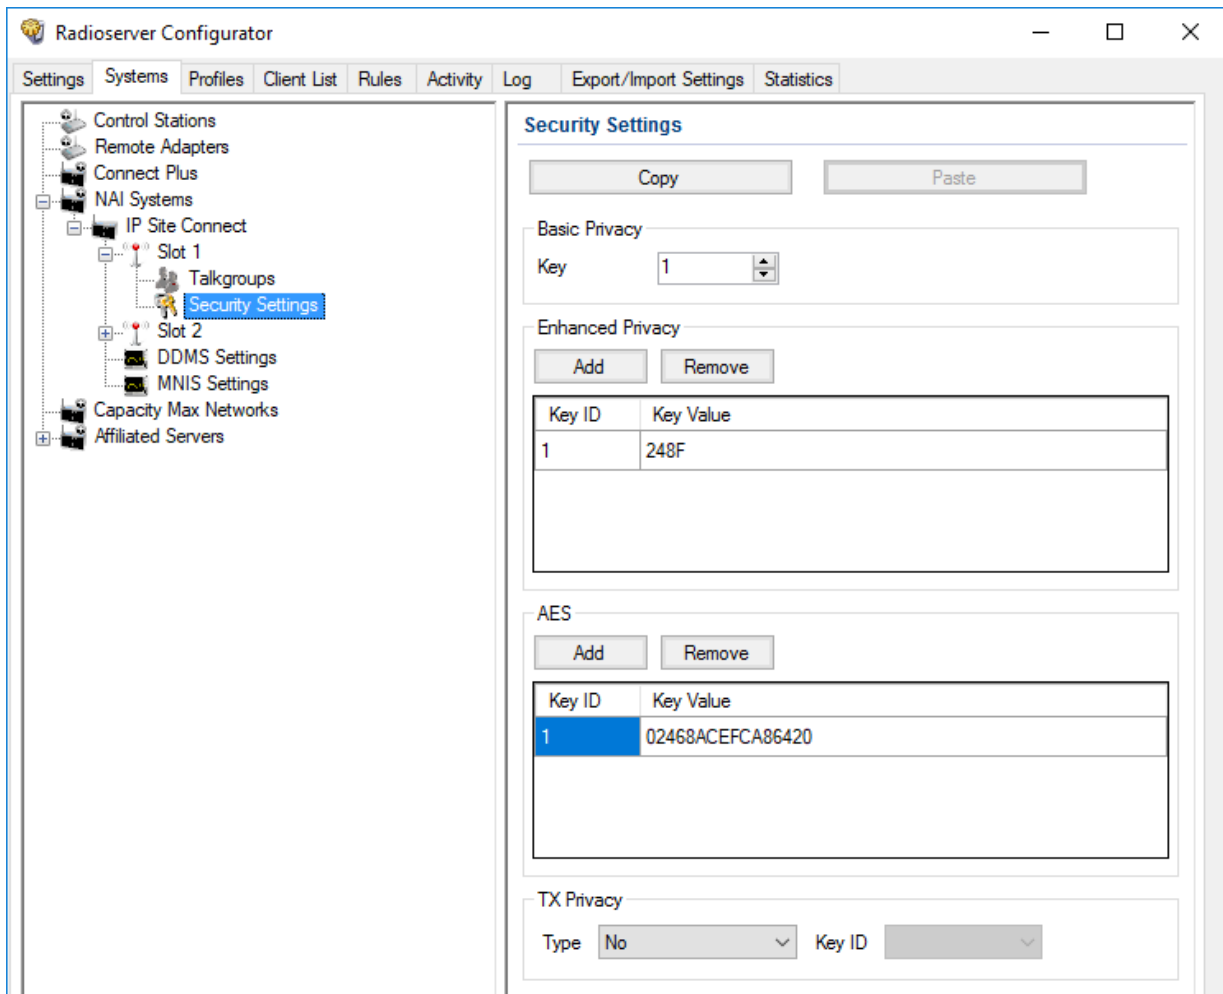 Radioserver Configurator
Settings Systems Profiles Client List Rules Activity Log Export/Import Settings Statistics
Control Stations
Remote Adapters
Connect Plus
NAI Systems
IP Site Connect
Slot 1
Talkgroups
Security Settings
Slot 2
DDMS Settings
MNIS Settings
Capacity Max Networks
Affiliated Servers
Security Settings
Copy Paste
Basic Privacy
Key 1
Enhanced Privacy
Add Remove
Key ID Key Value
1 248F
AES
Add Remove
Key ID Key Value
1 02468ACEFCA86420
TX Privacy
Type No Key ID